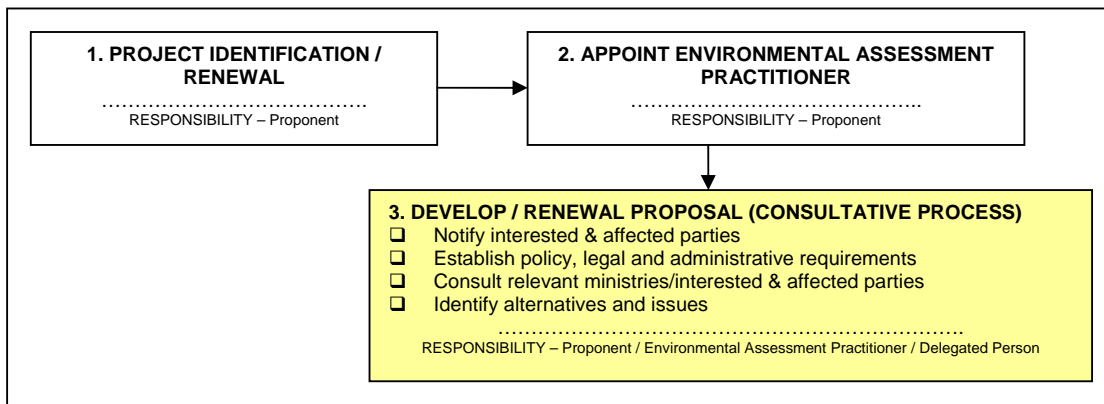 1. PROJECT IDENTIFICATION /
RENEWAL
…………………………………….
RESPONSIBILITY – Proponent
2. APPOINT ENVIRONMENTAL ASSESSMENT
PRACTITIONER
……………………………………..
RESPONSIBILITY – Proponent
3. DEVELOP / RENEWAL PROPOSAL (CONSULTATIVE PROCESS)
❑ Notify interested & affected parties
❑ Establish policy, legal and administrative requirements
❑ Consult relevant ministries/interested & affected parties
❑ Identify alternatives and issues
…………………………………………………………….
RESPONSIBILITY – Proponent / Environmental Assessment Practitioner / Delegated Person